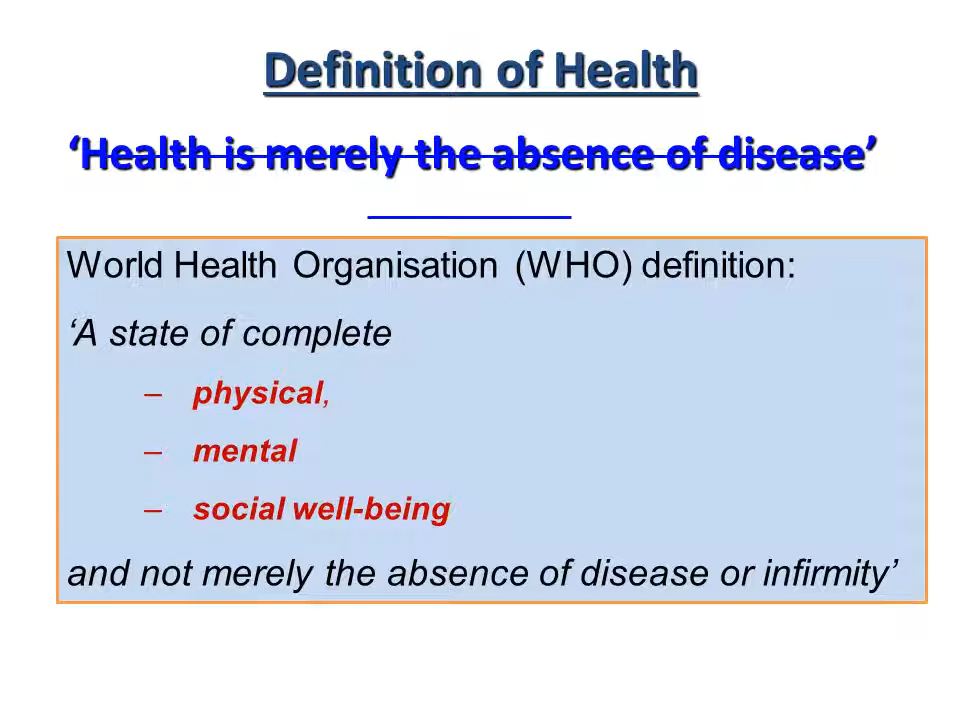 Definition of Health
‘Health is merely the absence of disease’
World Health Organisation (WHO) definition:
‘A state of complete
– physical,
– mental
– social well-being
and not merely the absence of disease or infirmity’